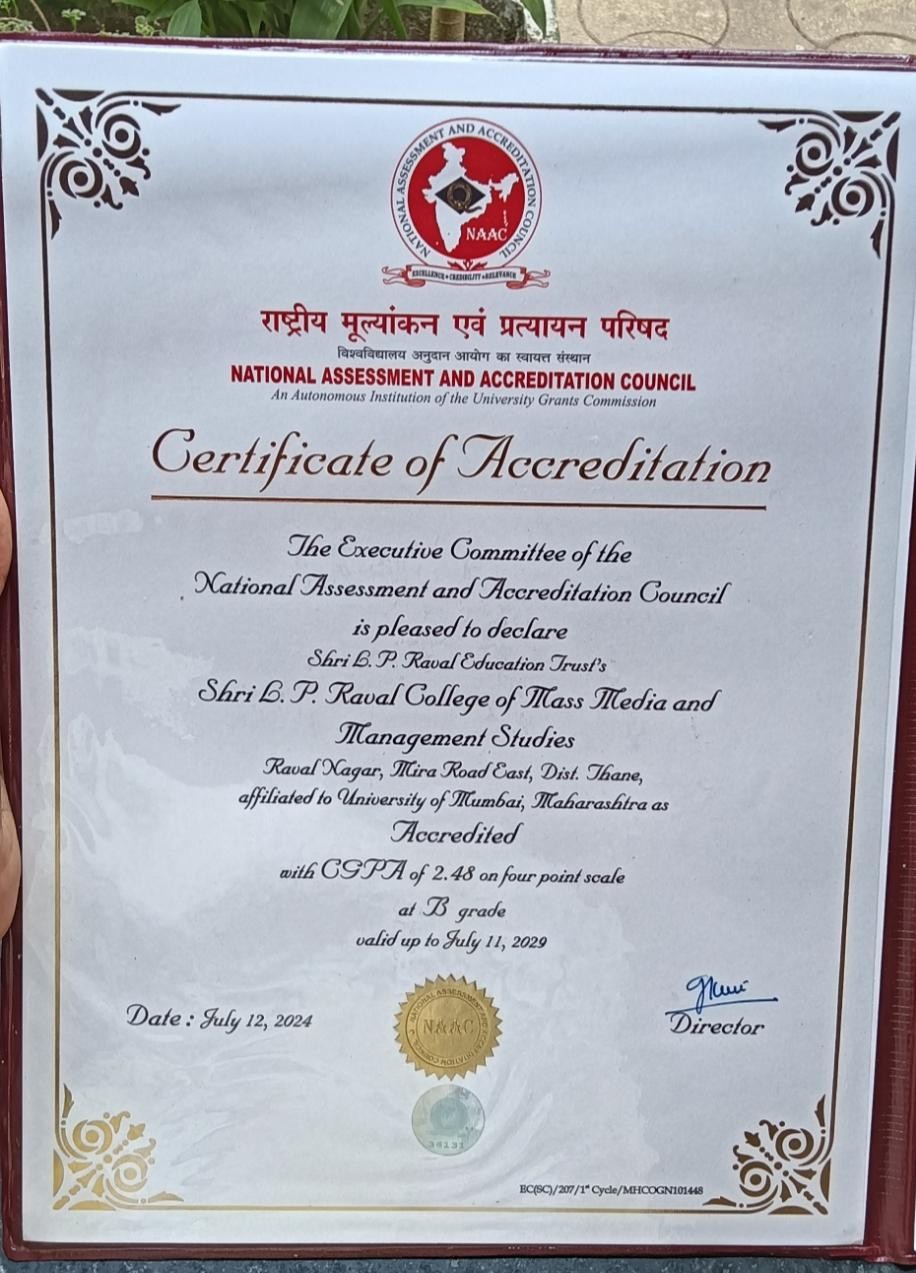 NATIONAL ASSESSMENT AND ACCREDITATION COUNCIL
NAAC
EXCELLENCE • CREDIBILITY • RELEVANCE
राष्ट्रीय मूल्यांकन एवं प्रत्यायन परिषद
विश्वविद्यालय अनुदान आयोग का स्वायत्त संस्थान
NATIONAL ASSESSMENT AND ACCREDITATION COUNCIL
An Autonomous Institution of the University Grants Commission
Certificate of Accreditation
The Executive Committee of the
National Assessment and Accreditation Council
is pleased to declare
Shri L. P. Raval Education Trust's
Shri L. P. Raval College of Mass Media and
Management Studies
Raval Nagar, Mira Road East, Dist. Thane,
affiliated to University of Mumbai, Maharashtra as
Accredited
with CGPA of 2.48 on four point scale
at B grade
valid up to July 11, 2029
Date : July 12, 2024
Director
NATIONAL ASSESSMENT AND ACCREDITATION COUNCIL
NAAC
36131
EC(SC)/207/1st Cycle/MHCOGN101448